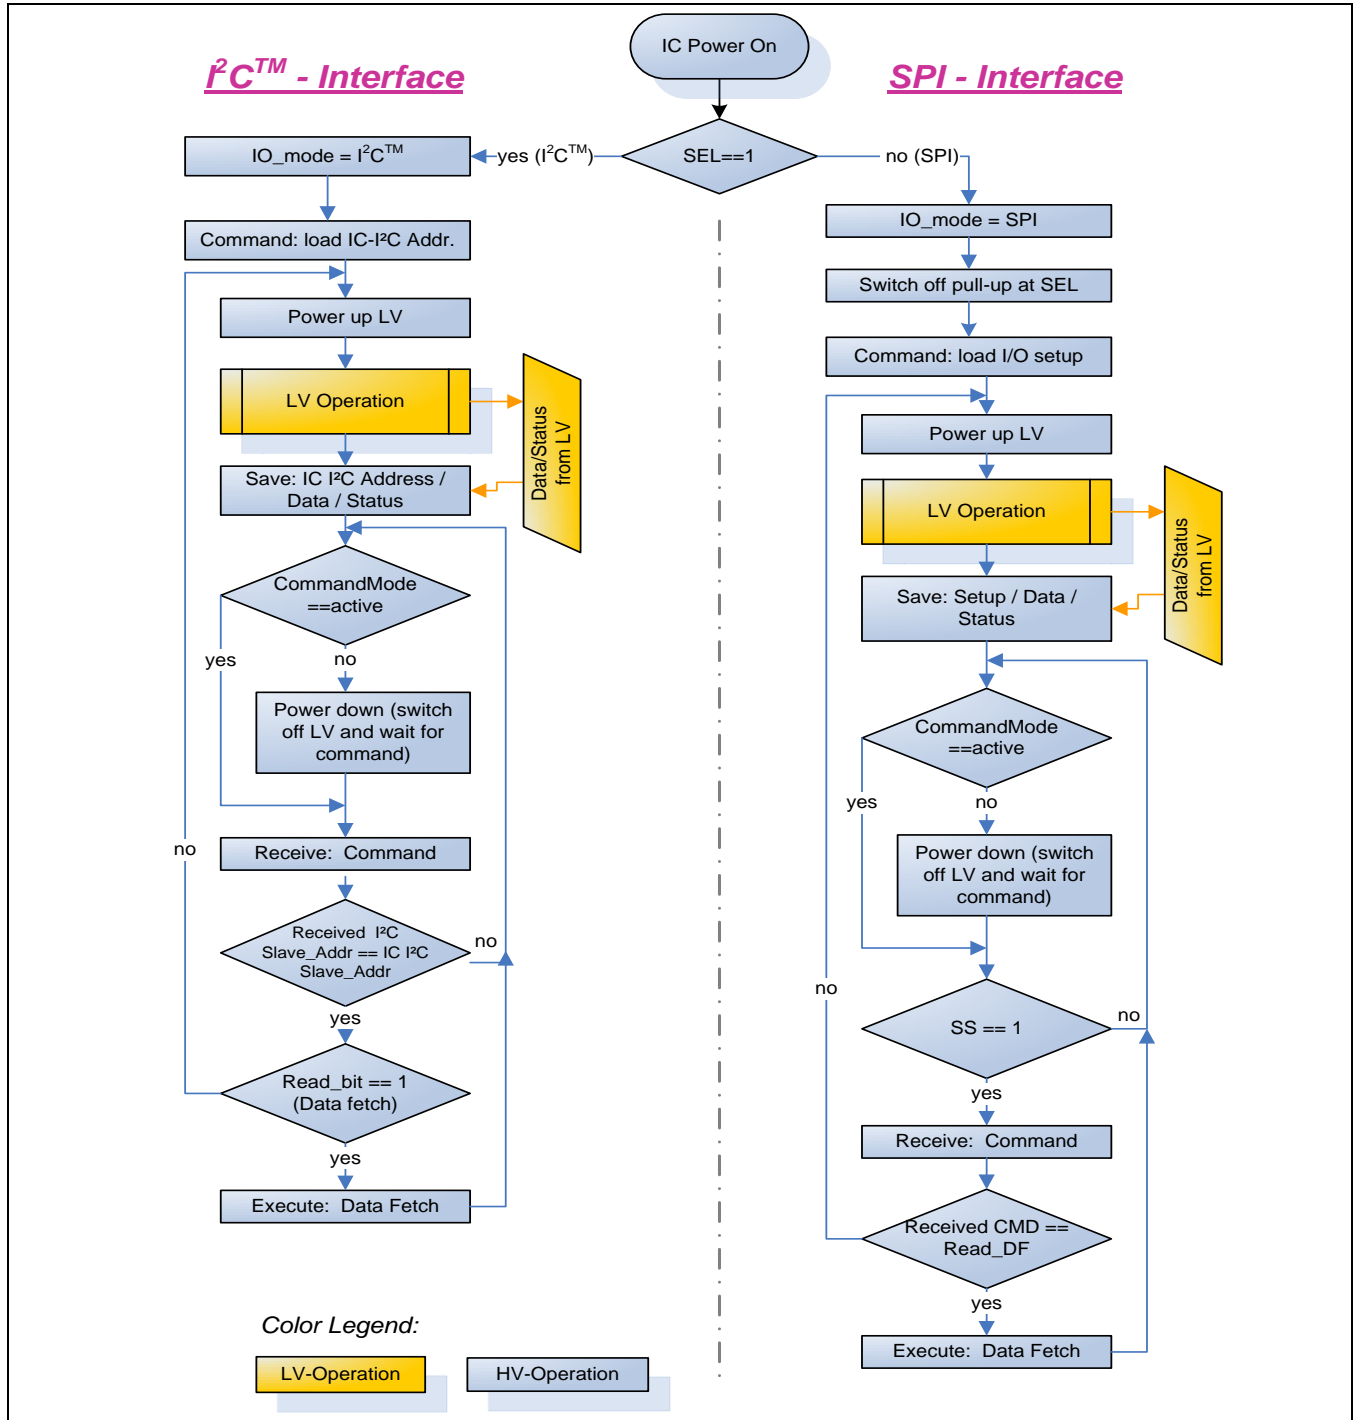 IC Power On
I²C™ - Interface
SPI - Interface
SEL==1
yes (I²C™)
no (SPI)
IO_mode = I²C™
Command: load IC-I²C Addr.
Power up LV
LV Operation
Data/Status
from LV
Save: IC I²C Address /
Data / Status
CommandMode
==active
yes
no
Power down (switch
off LV and wait for
command)
no
Receive:  Command
Received  I²C
Slave_Addr == IC I²C
Slave_Addr
no
yes
Read_bit == 1
(Data fetch)
yes
Execute:  Data Fetch
IO_mode = SPI
Switch off pull-up at SEL
Command: load I/O setup
Power up LV
LV Operation
Data/Status
from LV
Save: Setup / Data /
Status
CommandMode
==active
yes
no
Power down (switch
off LV and wait for
command)
no
SS == 1
no
yes
Receive:  Command
Received CMD ==
Read_DF
yes
Execute:  Data Fetch
Color Legend:
LV-Operation
HV-Operation